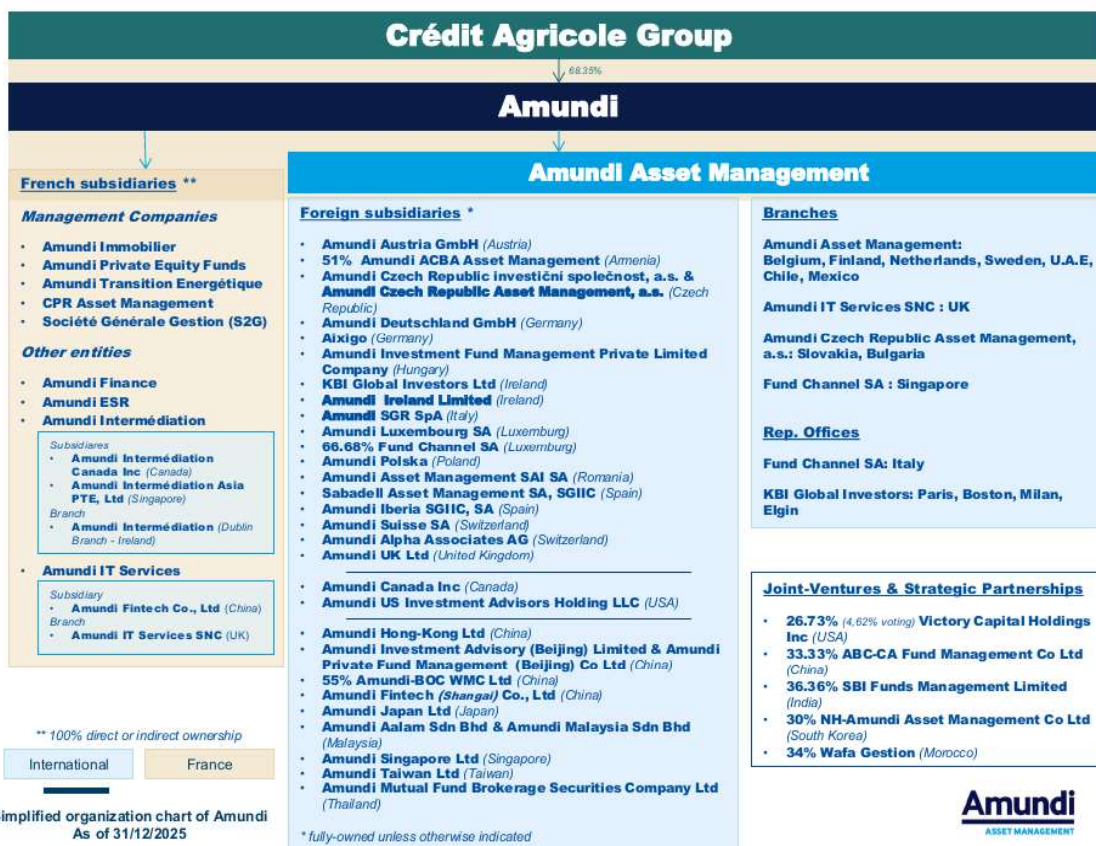 Crédit Agricole Group
68.35%
Amundi
Amundi Asset Management
French subsidiaries **
Management Companies
• Amundi Immobilier
• Amundi Private Equity Funds
• Amundi Transition Energétique
• CPR Asset Management
• Société Générale Gestion (S2G)
Other entities
• Amundi Finance
• Amundi ESR
• Amundi Intermédiation
Subsidiares
• Amundi Intermédiation
Canada Inc (Canada)
• Amundi Intermédiation Asia
PTE, Ltd (Singapore)
Branch
• Amundi Intermédiation (Dublin
Branch - Ireland)
• Amundi IT Services
Subsidiary
• Amundi Fintech Co., Ltd (China)
Branch
• Amundi IT Services SNC (UK)
** 100% direct or indirect ownership
International
France
Simplified organization chart of Amundi
As of 31/12/2025
Foreign subsidiaries *
• Amundi Austria GmbH (Austria)
• 51% Amundi ACBA Asset Management (Armenia)
• Amundi Czech Republic investiční společnost, a.s. &
Amundi Czech Republic Asset Management, a.s. (Czech
Republic)
• Amundi Deutschland GmbH (Germany)
• Aixigo (Germany)
• Amundi Investment Fund Management Private Limited
Company (Hungary)
• KBI Global Investors Ltd (Ireland)
• Amundi Ireland Limited (Ireland)
• Amundi SGR SpA (Italy)
• Amundi Luxembourg SA (Luxemburg)
• 66.68% Fund Channel SA (Luxemburg)
• Amundi Polska (Poland)
• Amundi Asset Management SAI SA (Romania)
• Sabadell Asset Management SA, SGIIC (Spain)
• Amundi Iberia SGIIC, SA (Spain)
• Amundi Suisse SA (Switzerland)
• Amundi Alpha Associates AG (Switzerland)
• Amundi UK Ltd (United Kingdom)
• Amundi Canada Inc (Canada)
• Amundi US Investment Advisors Holding LLC (USA)
• Amundi Hong-Kong Ltd (China)
• Amundi Investment Advisory (Beijing) Limited & Amundi
Private Fund Management (Beijing) Co Ltd (China)
• 55% Amundi-BOC WMC Ltd (China)
• Amundi Fintech (Shangai) Co., Ltd (China)
• Amundi Japan Ltd (Japan)
• Amundi Aalam Sdn Bhd & Amundi Malaysia Sdn Bhd
(Malaysia)
• Amundi Singapore Ltd (Singapore)
• Amundi Taiwan Ltd (Taiwan)
• Amundi Mutual Fund Brokerage Securities Company Ltd
(Thailand)
* fully-owned unless otherwise indicated
Branches
Amundi Asset Management:
Belgium, Finland, Netherlands, Sweden, U.A.E,
Chile, Mexico
Amundi IT Services SNC : UK
Amundi Czech Republic Asset Management,
a.s.: Slovakia, Bulgaria
Fund Channel SA : Singapore
Rep. Offices
Fund Channel SA: Italy
KBI Global Investors: Paris, Boston, Milan,
Elgin
Joint-Ventures & Strategic Partnerships
• 26.73% (4,62% voting) Victory Capital Holdings
Inc (USA)
• 33.33% ABC-CA Fund Management Co Ltd
(China)
• 36.36% SBI Funds Management Limited
(India)
• 30% NH-Amundi Asset Management Co Ltd
(South Korea)
• 34% Wafa Gestion (Morocco)
Amundi
ASSET MANAGEMENT